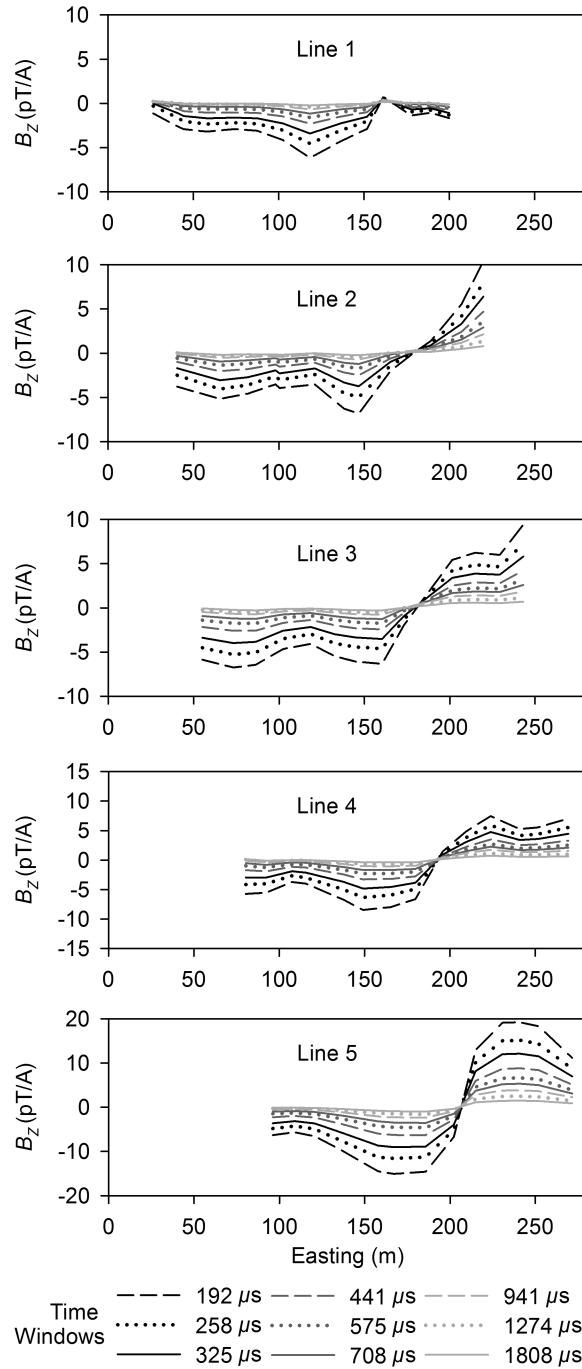 10
5
0
-5
-10
B_Z (pT/A)
Line 1
0 50 100 150 200 250
10
5
0
-5
-10
B_Z (pT/A)
Line 2
0 50 100 150 200 250
10
5
0
-5
-10
B_Z (pT/A)
Line 3
0 50 100 150 200 250
15
10
5
0
-5
-10
-15
B_Z (pT/A)
Line 4
0 50 100 150 200 250
20
10
0
-10
-20
B_Z (pT/A)
Line 5
0 50 100 150 200 250
Easting (m)
Time Windows
192 µs 441 µs 941 µs
258 µs 575 µs 1274 µs
325 µs 708 µs 1808 µs